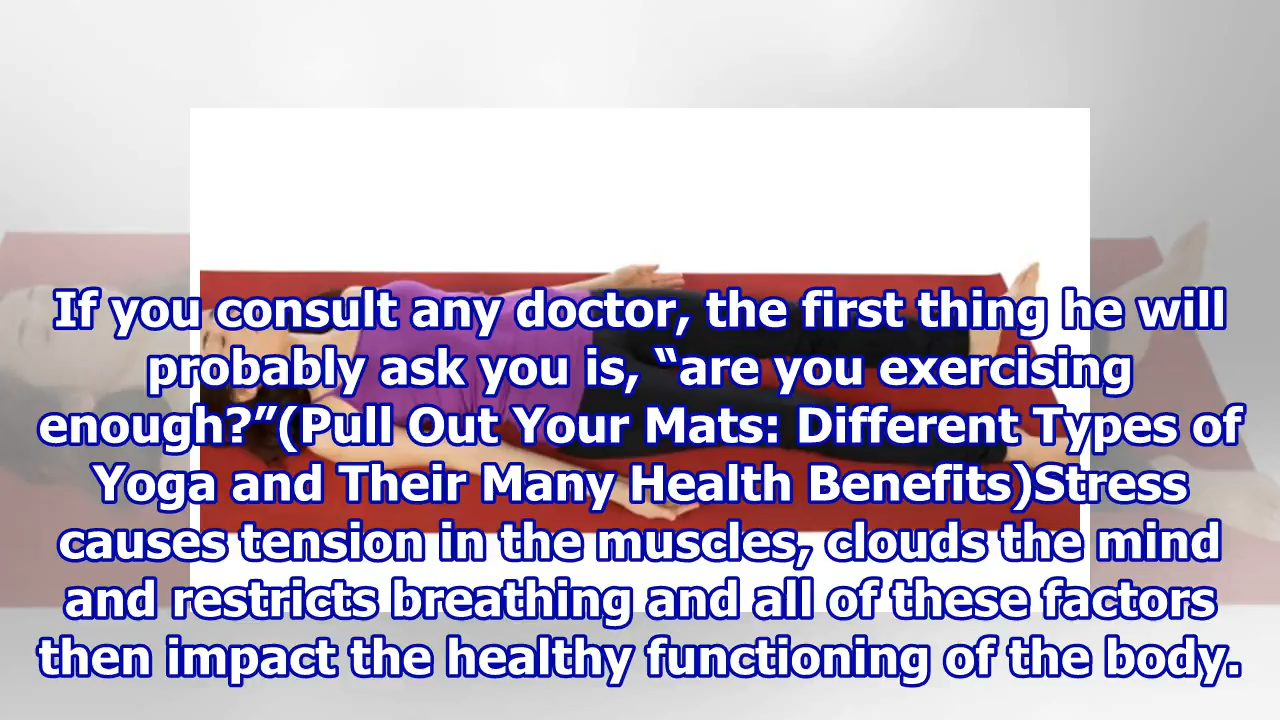 If you consult any doctor, the first thing he will
probably ask you is, “are you exercising
enough?”(Pull Out Your Mats: Different Types of
Yoga and Their Many Health Benefits)Stress
causes tension in the muscles, clouds the mind
and restricts breathing and all of these factors
then impact the healthy functioning of the body.